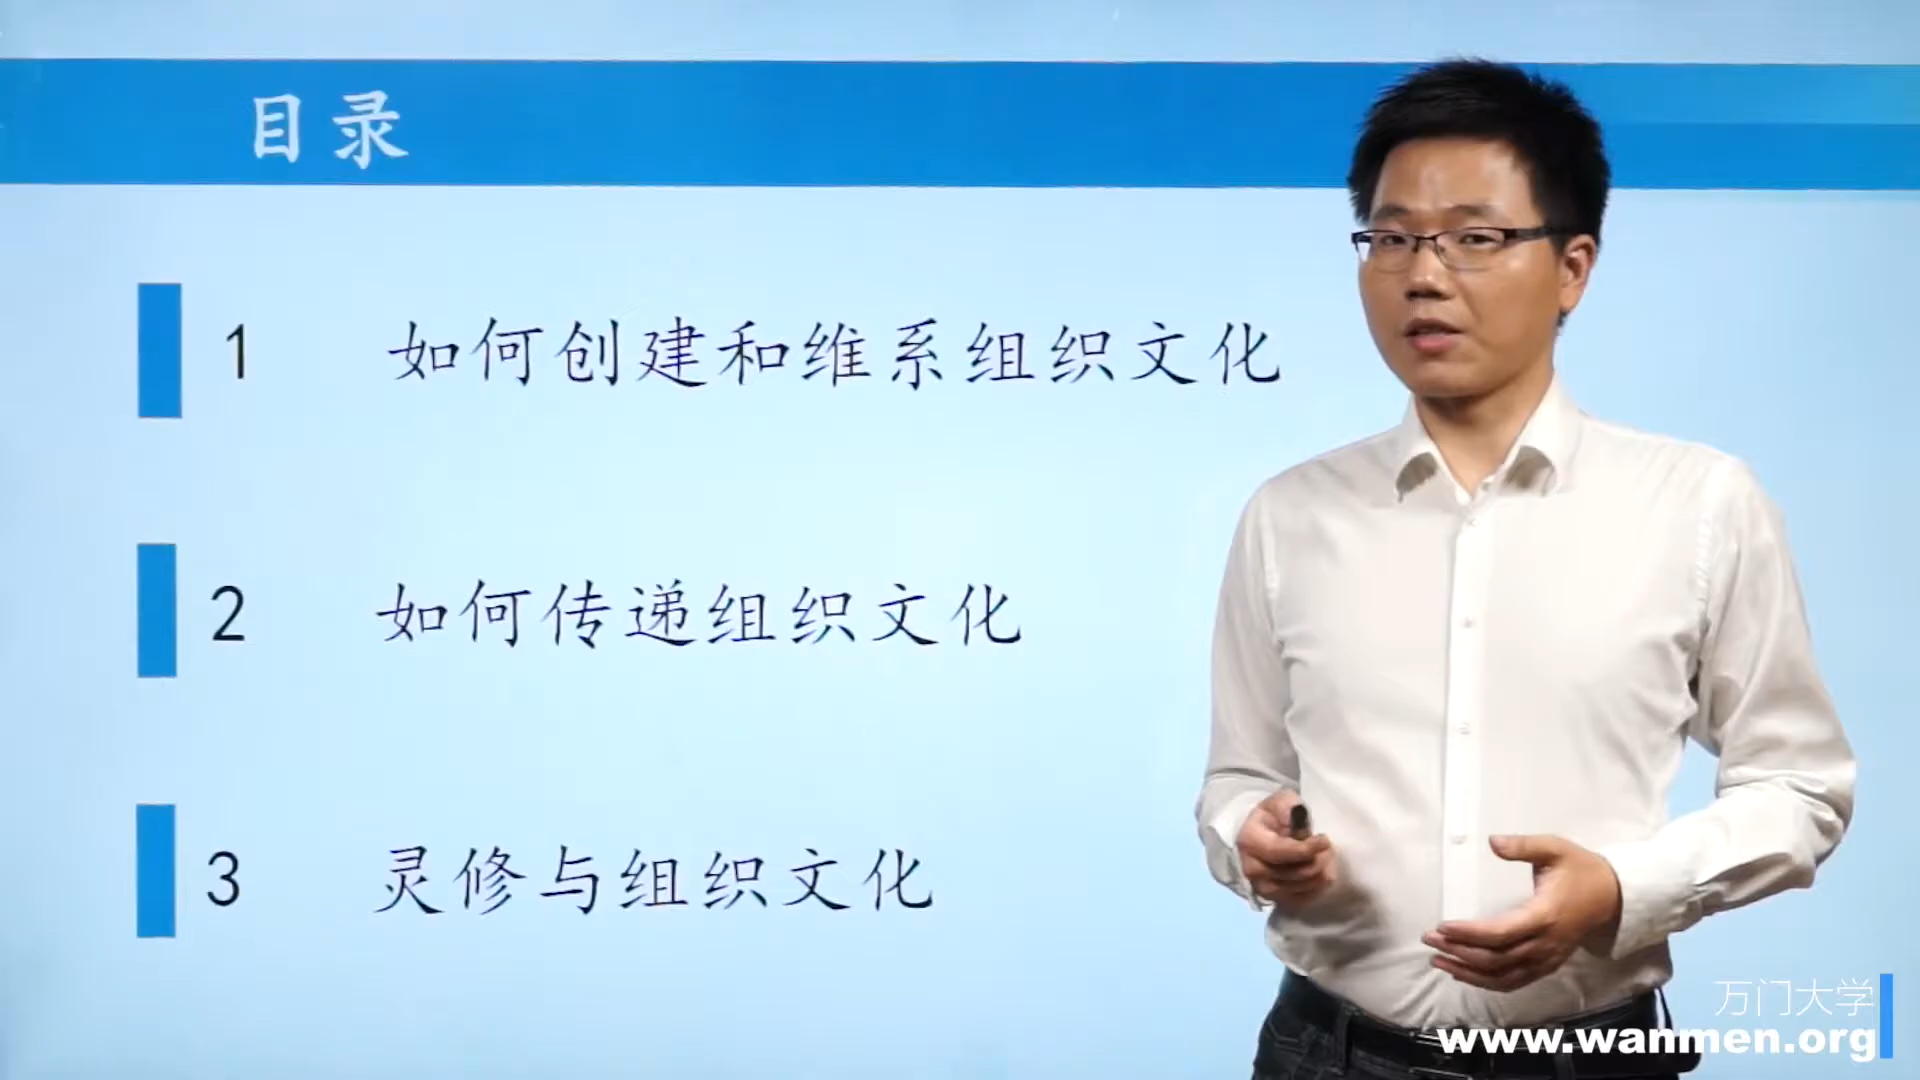 目录
1 如何创建和维系组织文化
2 如何传递组织文化
3 灵修与组织文化
万门大学
www.wanmen.org